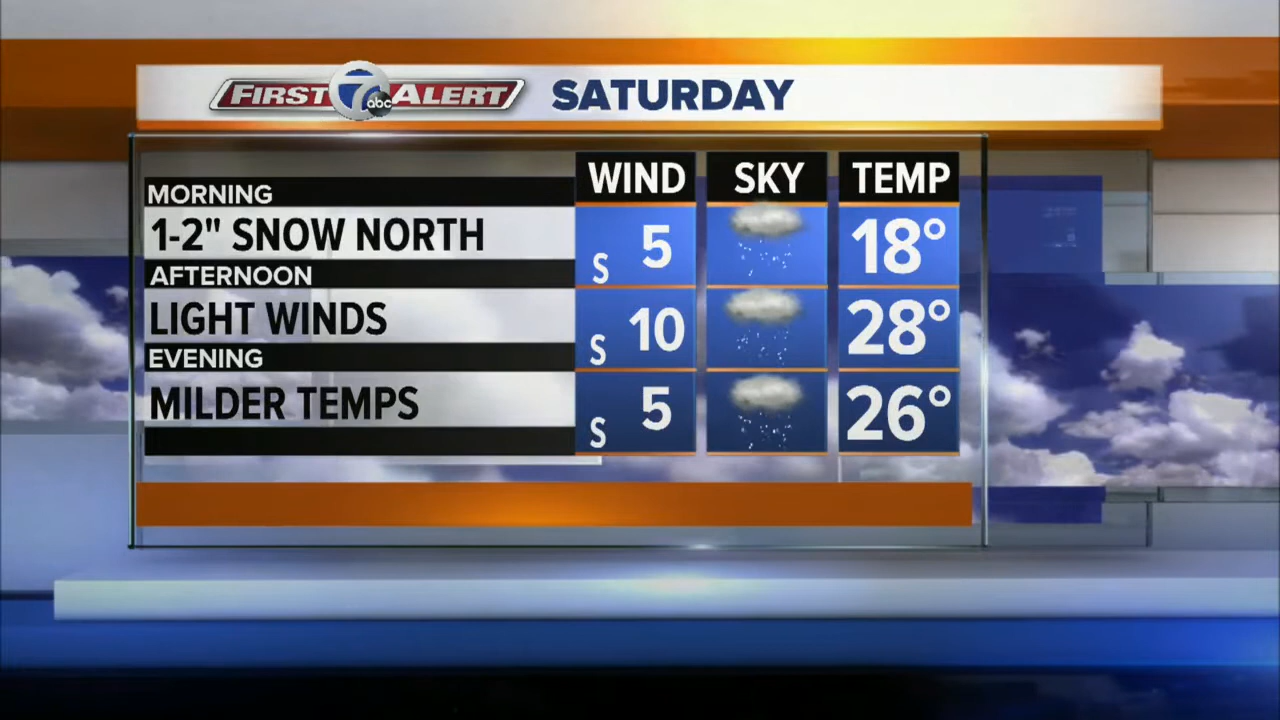 FIRST 7 abc ALERT SATURDAY
WIND SKY TEMP
MORNING
1-2" SNOW NORTH S 5 18°
AFTERNOON
LIGHT WINDS S 10 28°
EVENING
MILDER TEMPS S 5 26°